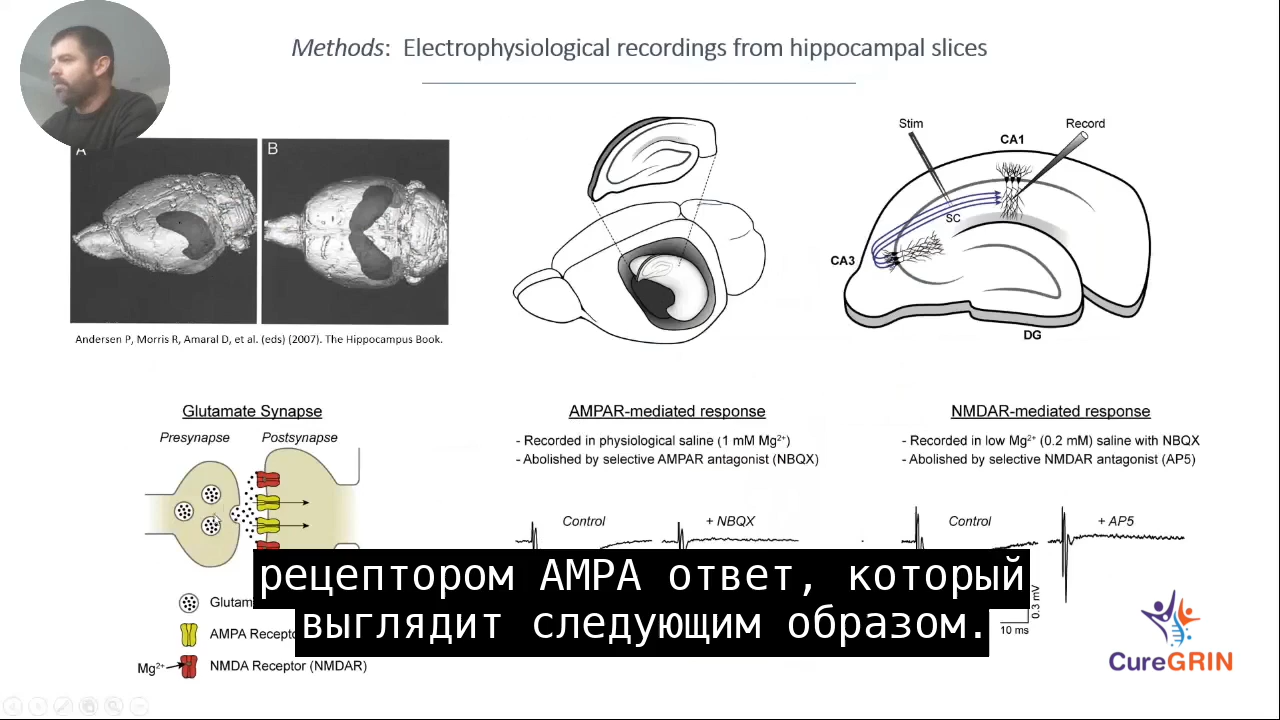 Methods: Electrophysiological recordings from hippocampal slices
A
B
Andersen P, Morris R, Amaral D, et al. (eds) (2007). The Hippocampus Book.
Stim
Record
CA1
SC
CA3
DG
Glutamate Synapse
Presynapse
Postsynapse
AMPAR-mediated response
- Recorded in physiological saline (1 mM Mg²⁺)
- Abolished by selective AMPAR antagonist (NBQX)
Control
+ NBQX
NMDAR-mediated response
- Recorded in low Mg²⁺ (0.2 mM) saline with NBQX
- Abolished by selective NMDAR antagonist (AP5)
Control
+ AP5
0.3 mV
10 ms
AMPA
NMDA Receptor (NMDAR)
Mg²⁺
рецептором AMPA ответ, который
выглядит следующим образом.
CureGRIN